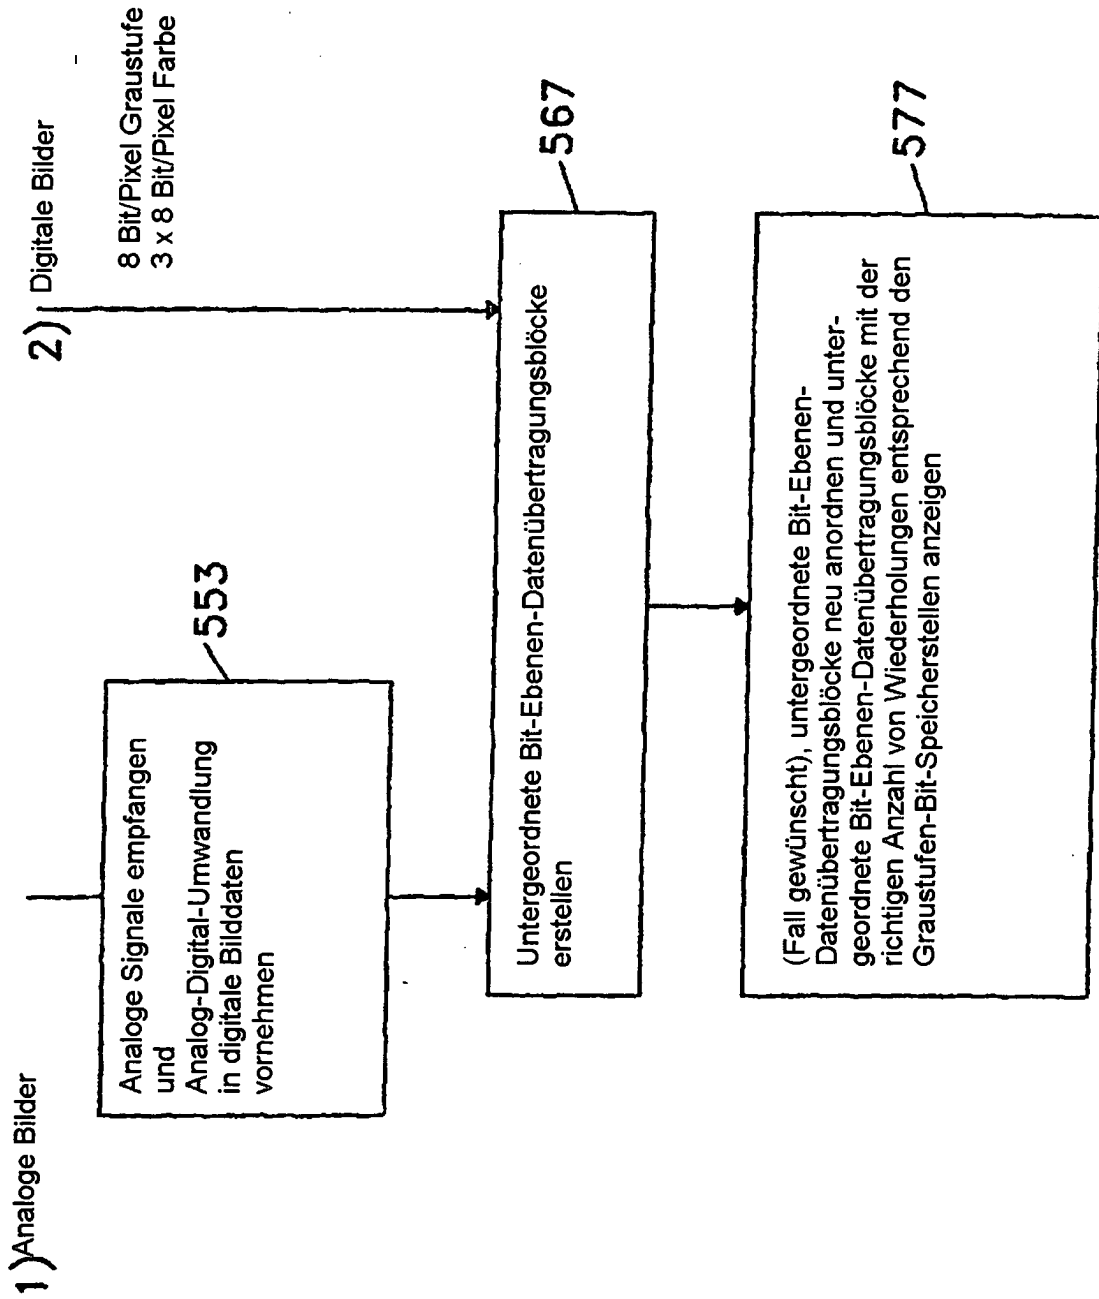 1) Analoge Bilder
Analoge Signale empfangen
und
Analog-Digital-Umwandlung
in digitale Bilddaten
vornehmen
553
2) Digitale Bilder
8 Bit/Pixel Graustufe
3 x 8 Bit/Pixel Farbe
Untergeordnete Bit-Ebenen-Datenübertragungsblöcke
erstellen
567
(Fall gewünscht), untergeordnete Bit-Ebenen-
Datenübertragungsblöcke neu anordnen und unter-
geordnete Bit-Ebenen-Datenübertragungsblöcke mit der
richtigen Anzahl von Wiederholungen entsprechend den
Graustufen-Bit-Speicherstellen anzeigen
577